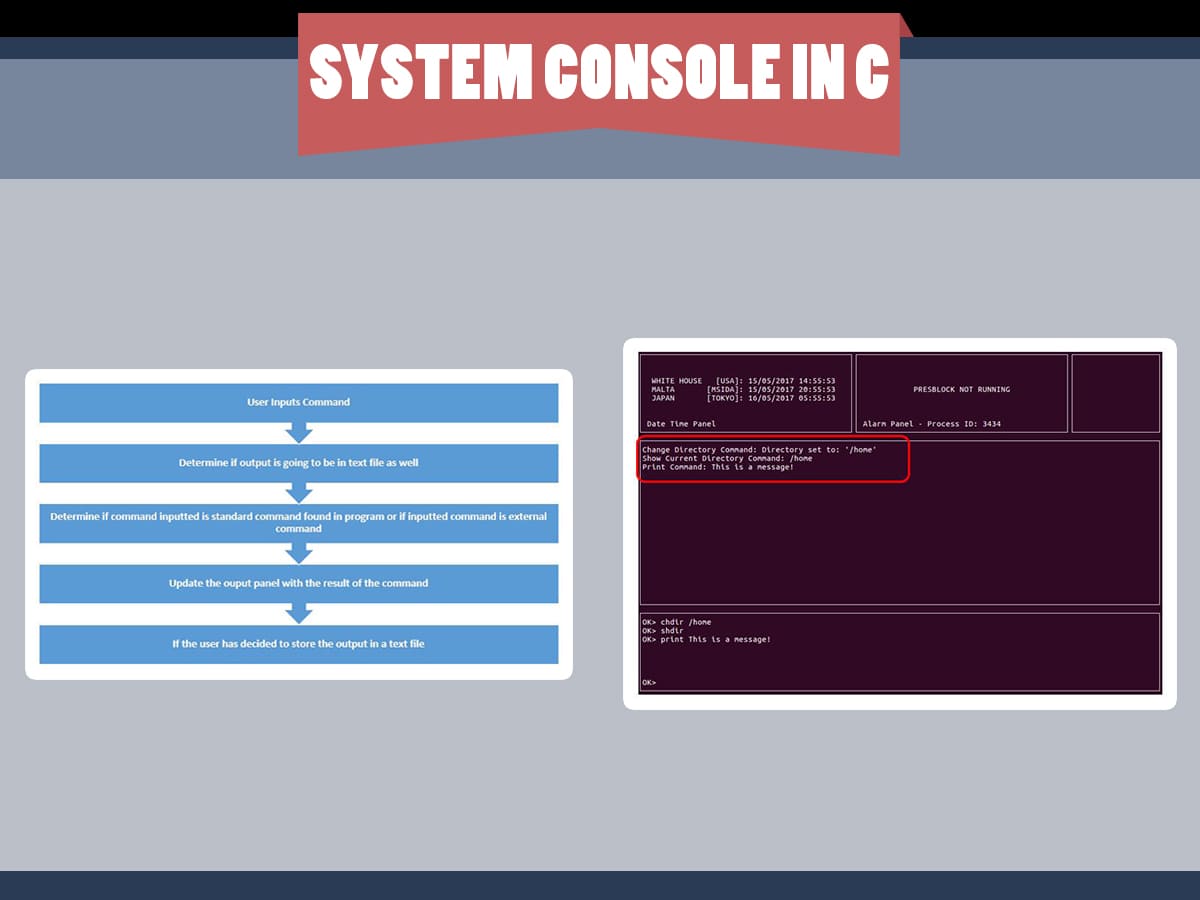 SYSTEM CONSOLE IN C
User Inputs Command
Determine if output is going to be in text file as well
Determine if command inputted is standard command found in program or if inputted command is external
command
Update the ouput panel with the result of the command
If the user has decided to store the output in a text file
WHITE HOUSE [USA]: 15/05/2017 14:55:53
MALTA [MSIDA]: 15/05/2017 20:55:53
JAPAN [TOKYO]: 16/05/2017 05:55:53
Date Time Panel
PRESBLOCK NOT RUNNING
Alarm Panel - Process ID: 3434
Change Directory Command: Directory set to: '/home'
Show Current Directory Command: /home
Print Command: This is a message!
OK> chdir /home
OK> shdir
OK> print This is a message!
OK>